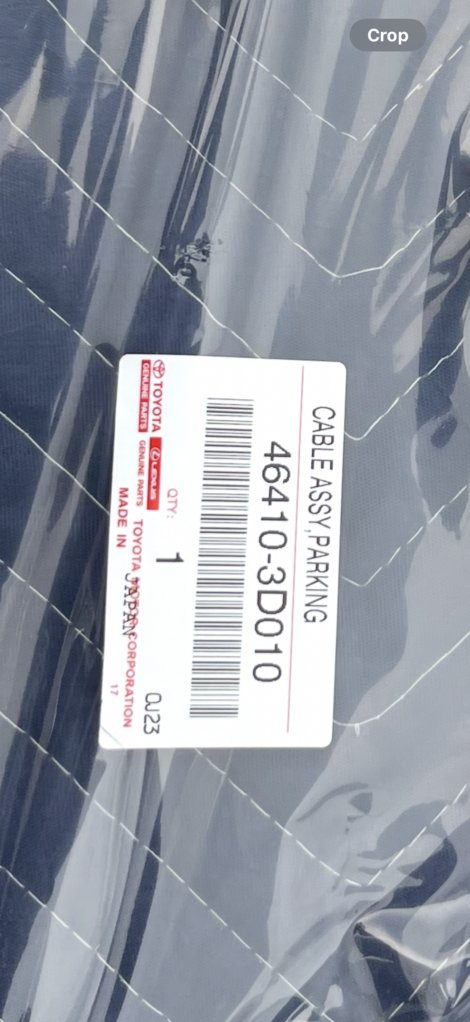 Crop
CABLE ASSY,PARKING
46410-3D010
QTY: 1
TOYOTA
GENUINE PARTS
LEXUS
GENUINE PARTS
TOYOTA MOTOR CORPORATION
MADE IN JAPAN
17
QJ23